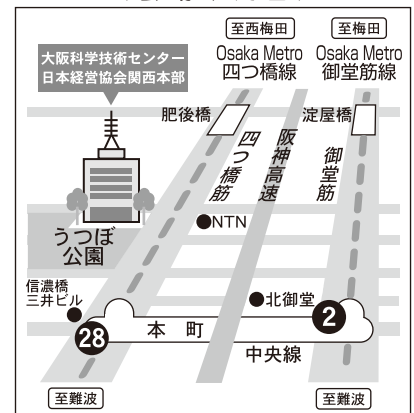 至西梅田
至梅田
Osaka Metro
四つ橋線
Osaka Metro
御堂筋線
大阪科学技術センター
日本経営協会関西本部
肥後橋
淀屋橋
四つ橋筋
阪神高速
御堂筋
NTN
うつぼ
公園
信濃橋
三井ビル
北御堂
2
28
本町
中央線
至難波
至難波